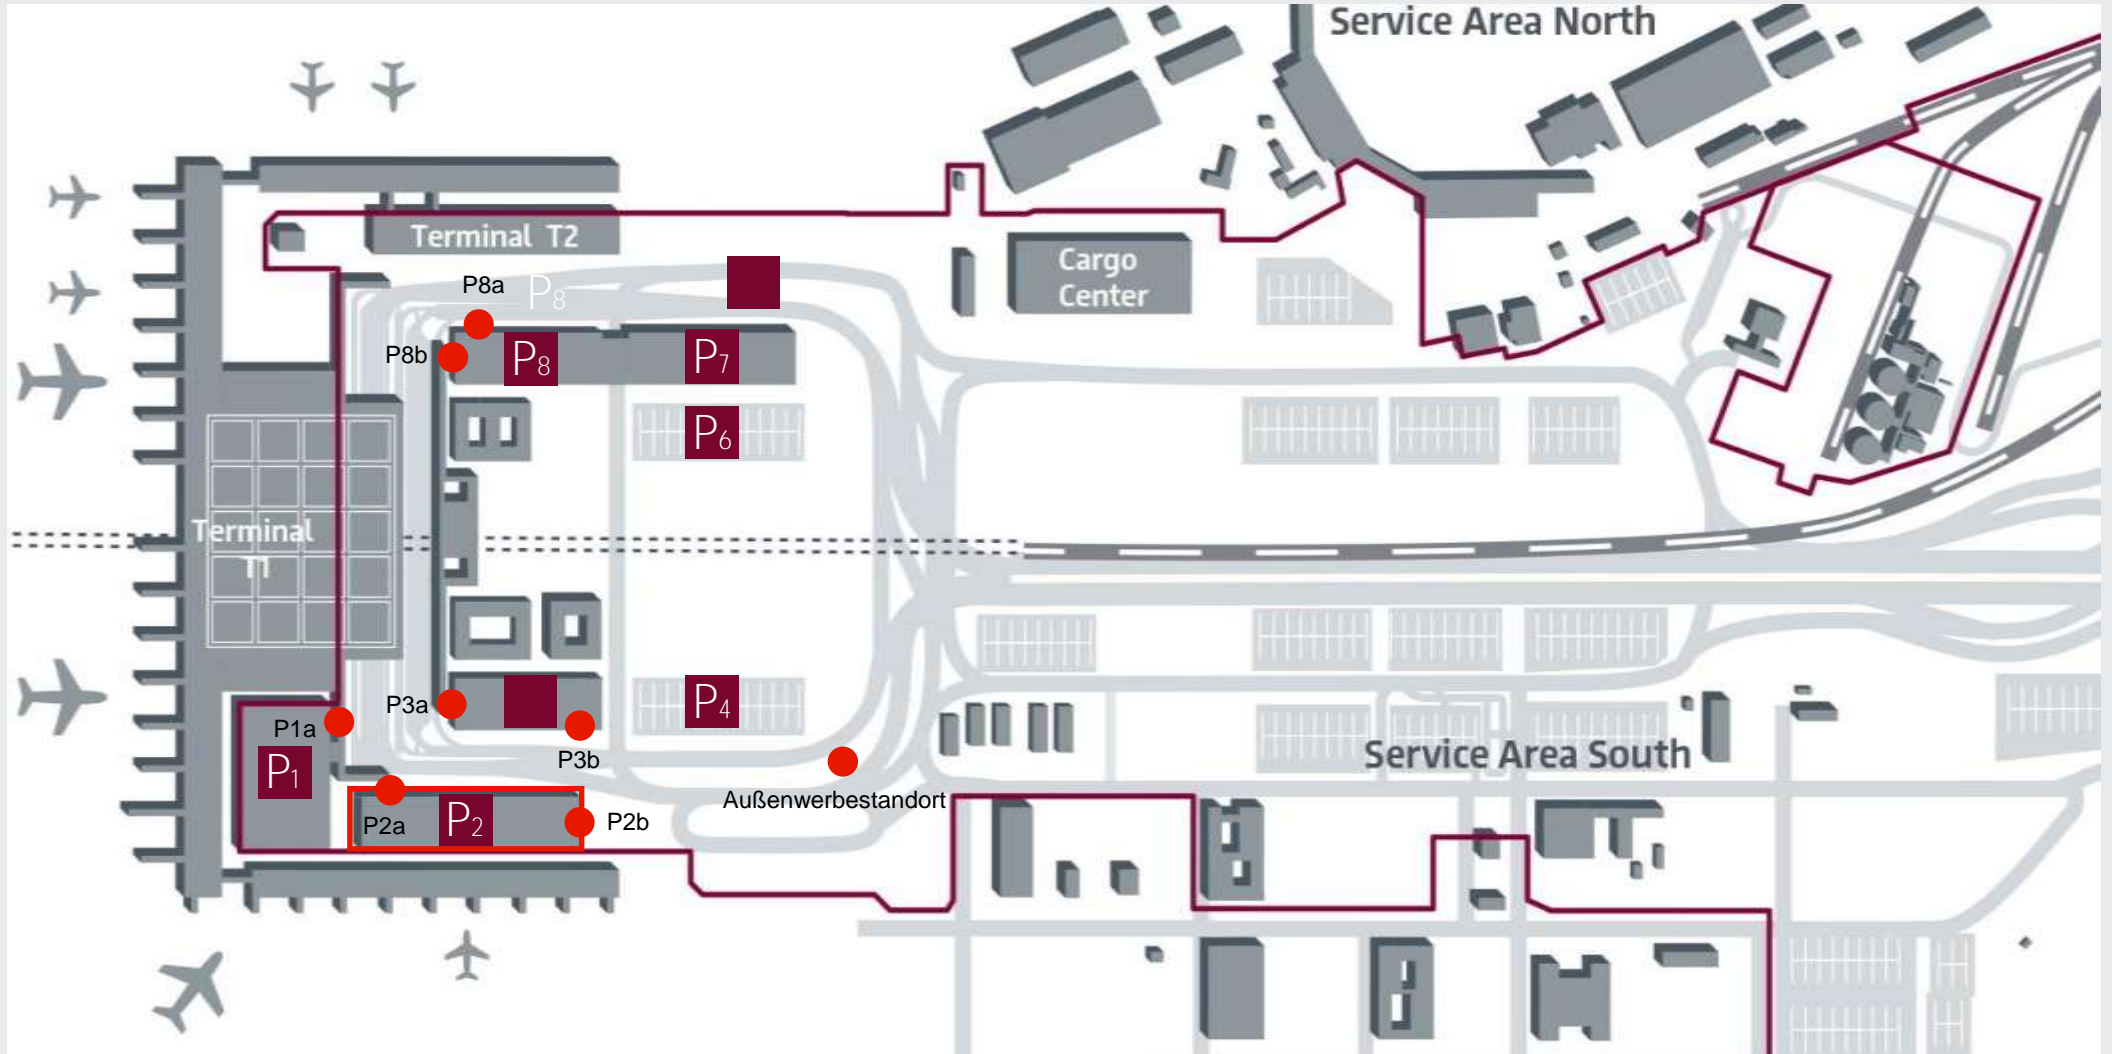 Service Area North
Terminal T2
Cargo
Center
P8a
P8
P8b
P8
P7
P6
Terminal
T1
P3a
P4
P1a
P3b
Service Area South
P1
Außenwerbestandort
P2a
P2
P2b